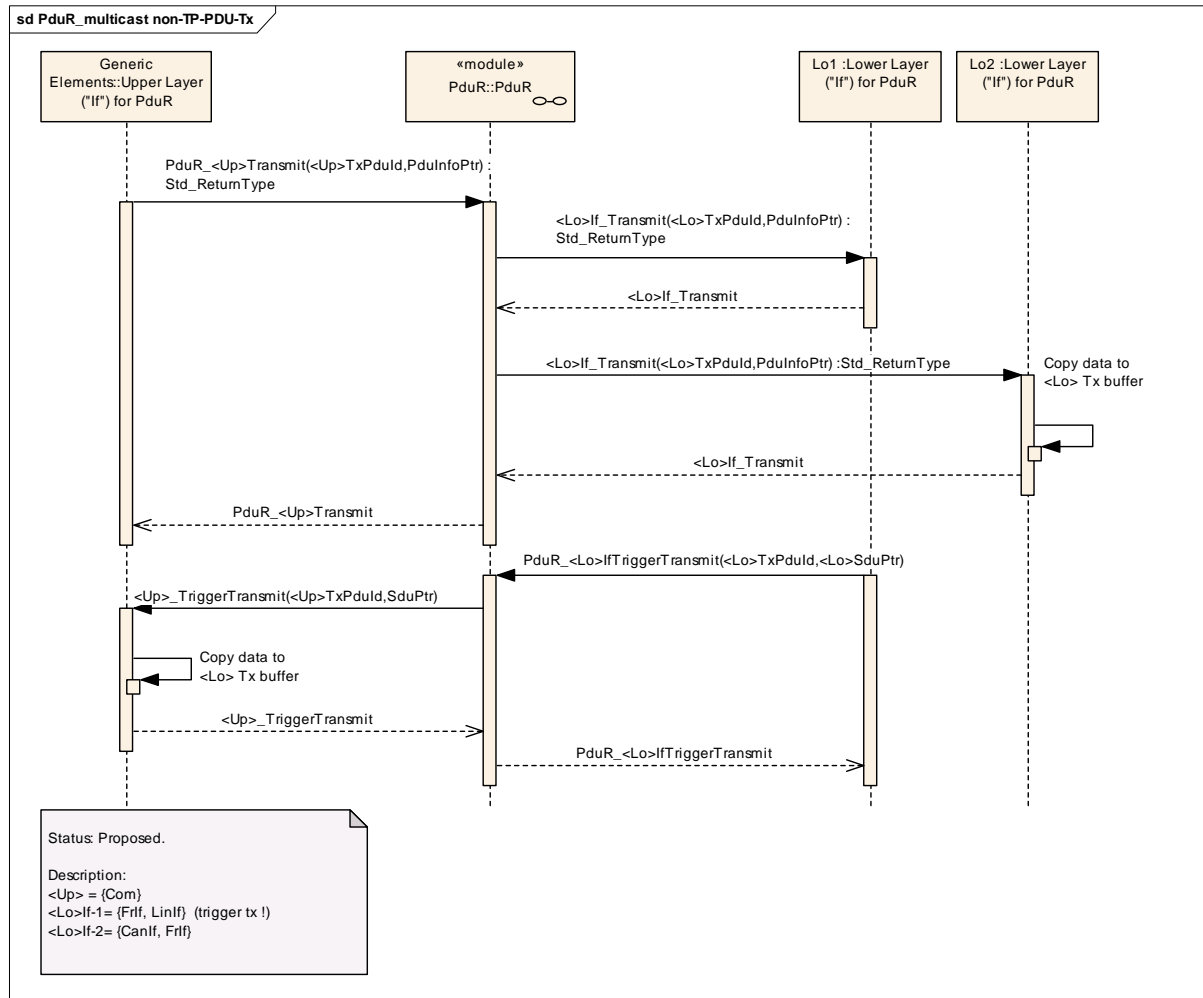 sd PduR_multicast non-TP-PDU-Tx
Generic
Elements::Upper Layer
("If") for PduR
«module»
PduR::PduR
Lo1 :Lower Layer
("If") for PduR
Lo2 :Lower Layer
("If") for PduR
PduR_<Up>Transmit(<Up>TxPduId,PduInfoPtr) :
Std_ReturnType
<Lo>If_Transmit(<Lo>TxPduId,PduInfoPtr) :
Std_ReturnType
<Lo>If_Transmit
<Lo>If_Transmit(<Lo>TxPduId,PduInfoPtr) :Std_ReturnType
Copy data to
<Lo> Tx buffer
<Lo>If_Transmit
PduR_<Up>Transmit
PduR_<Lo>IfTriggerTransmit(<Lo>TxPduId,<Lo>SduPtr)
<Up>_TriggerTransmit(<Up>TxPduId,SduPtr)
Copy data to
<Lo> Tx buffer
<Up>_TriggerTransmit
PduR_<Lo>IfTriggerTransmit
Status: Proposed.
Description:
<Up> = {Com}
<Lo>If-1= {FrIf, LinIf}  (trigger tx !)
<Lo>If-2= {CanIf, FrIf}